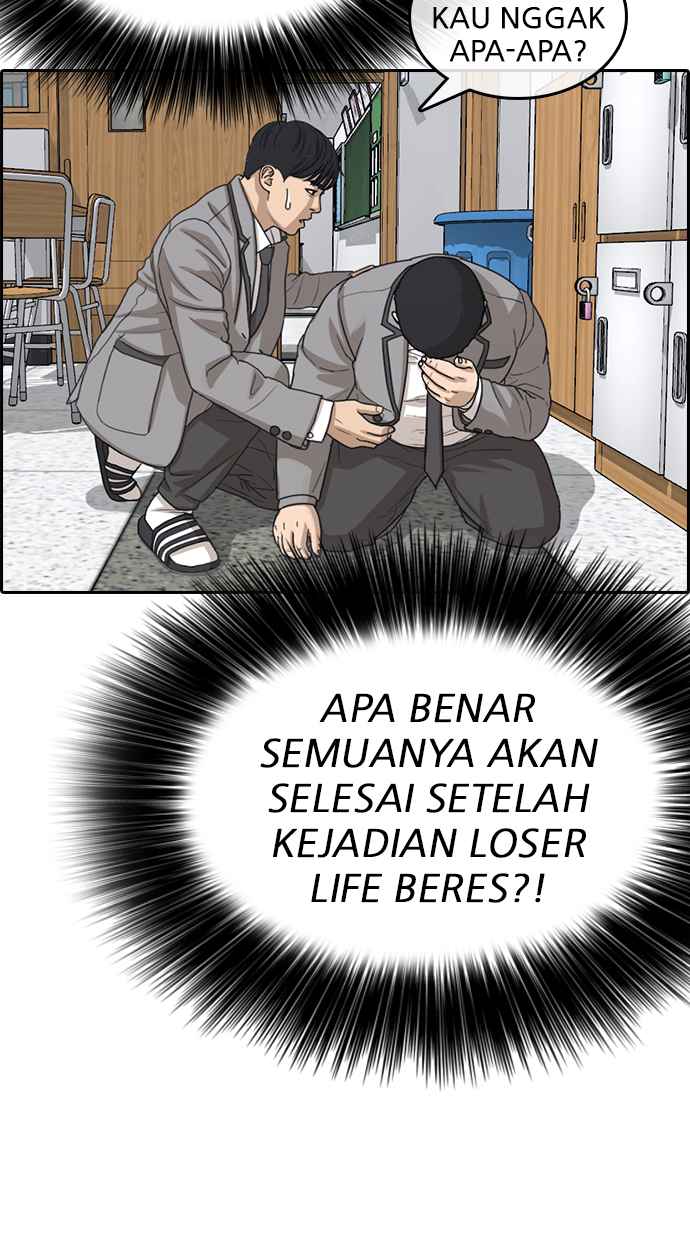 KAU NGGAK
APA-APA?
APA BENAR
SEMUANYA AKAN
SELESAI SETELAH
KEJADIAN LOSER
LIFE BERES?!